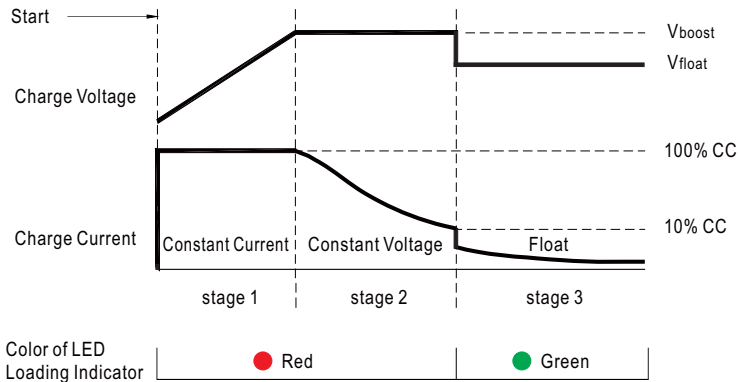 Start
Vboost
Vfloat
Charge Voltage
100% CC
10% CC
Charge Current
Constant Current
Constant Voltage
Float
stage 1
stage 2
stage 3
Color of LED
Loading Indicator
Red
Green